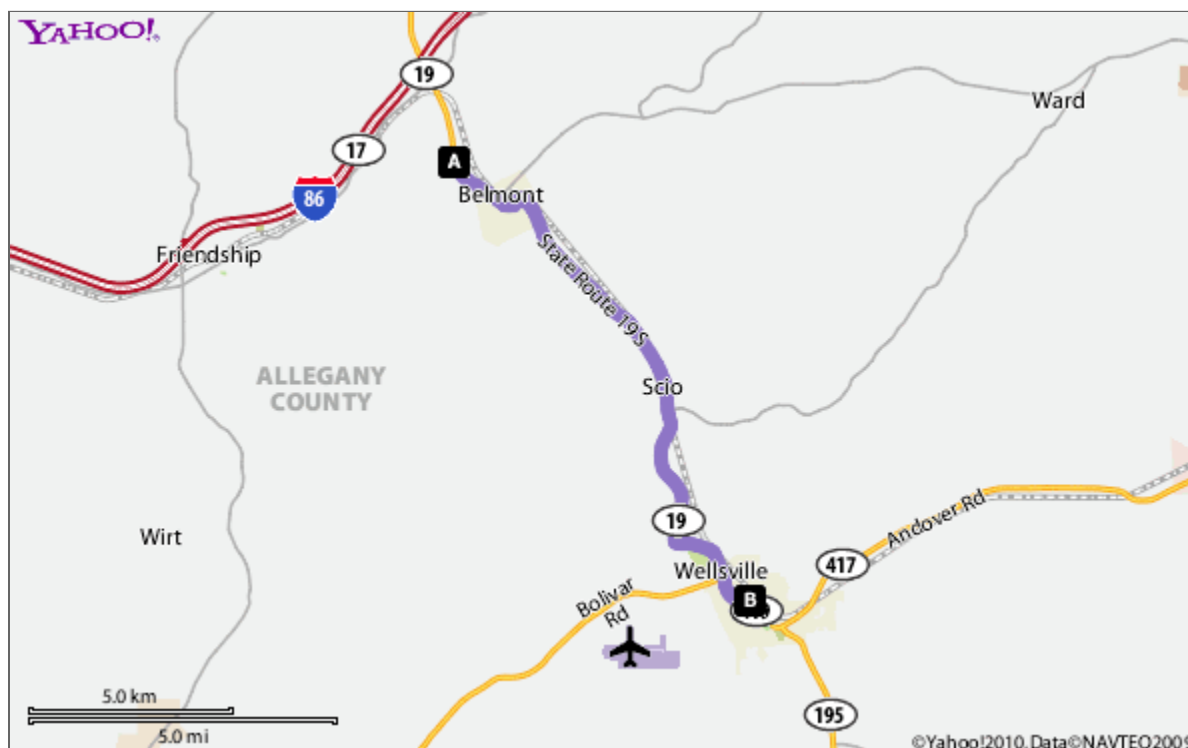 YAHOO!®
19
17
86
A
Ward
Belmont
Friendship
State Route 19 S
ALLEGANY
COUNTY
Scio
Wirt
19
Andover Rd
417
Wellsville
Bolivar
Rd
B
195
5.0 km
5.0 mi
©Yahoo!2010,Data©NAVTEQ2009